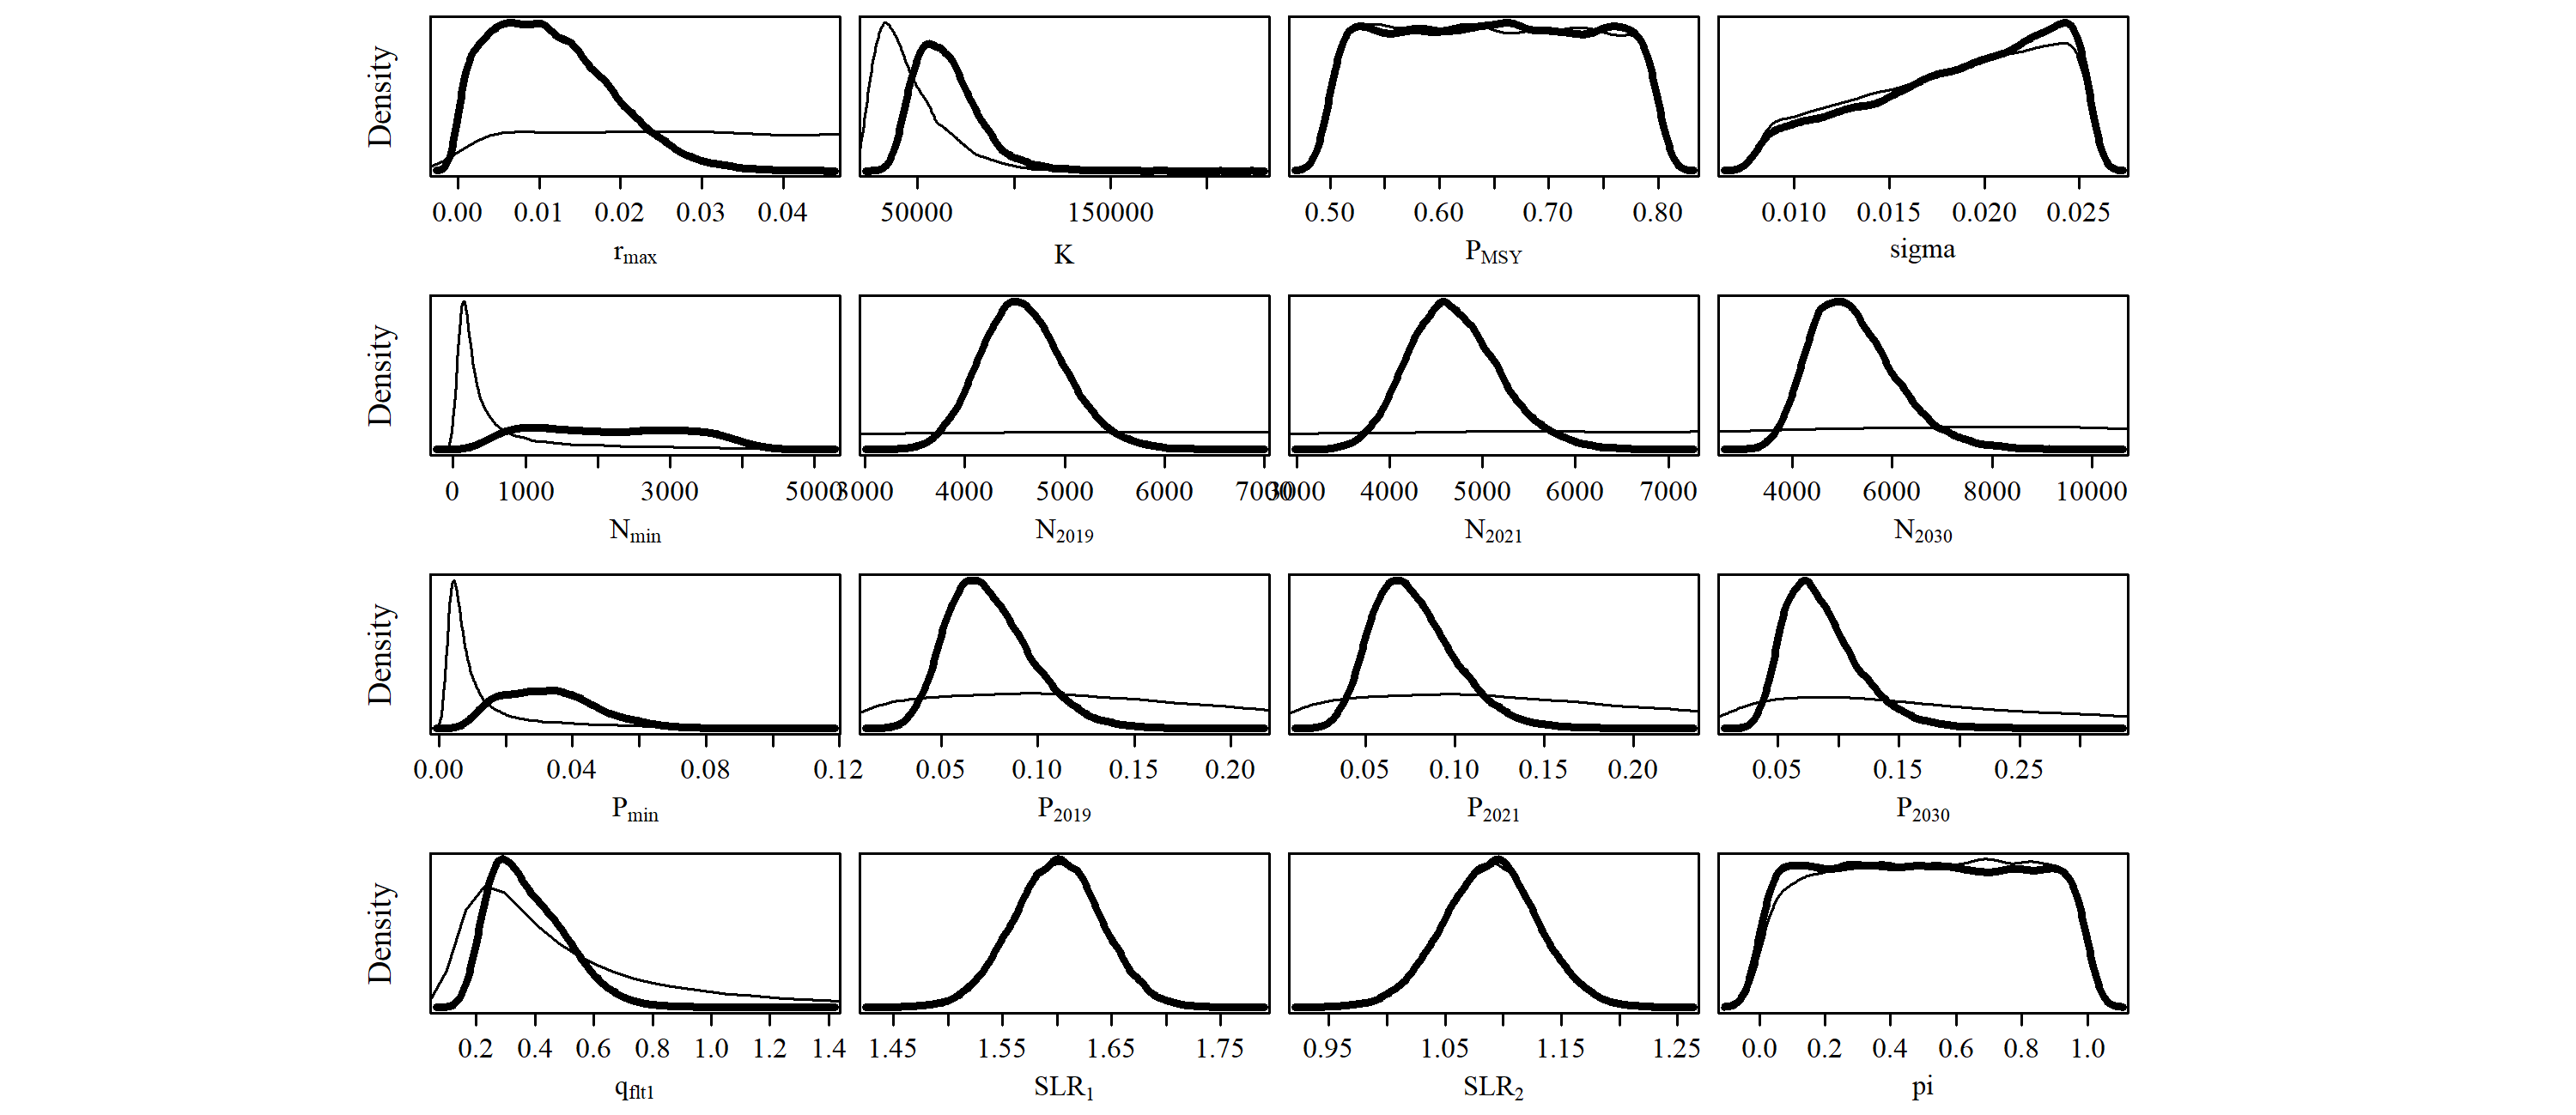 Density
0.00 0.01 0.02 0.03 0.04
50000 150000
0.50 0.60 0.70 0.80
0.010 0.015 0.020 0.025
rmax
K
PMSY
sigma
Density
0 1000 3000 5000
3000 4000 5000 6000 7000
3000 4000 5000 6000 7000
4000 6000 8000 10000
Nmin
N2019
N2021
N2030
Density
0.00 0.04 0.08 0.12
0.05 0.10 0.15 0.20
0.05 0.10 0.15 0.20
0.05 0.15 0.25
Pmin
P2019
P2021
P2030
Density
0.2 0.4 0.6 0.8 1.0 1.2 1.4
1.45 1.55 1.65 1.75
0.95 1.05 1.15 1.25
0.0 0.2 0.4 0.6 0.8 1.0
qflt1
SLR1
SLR2
pi